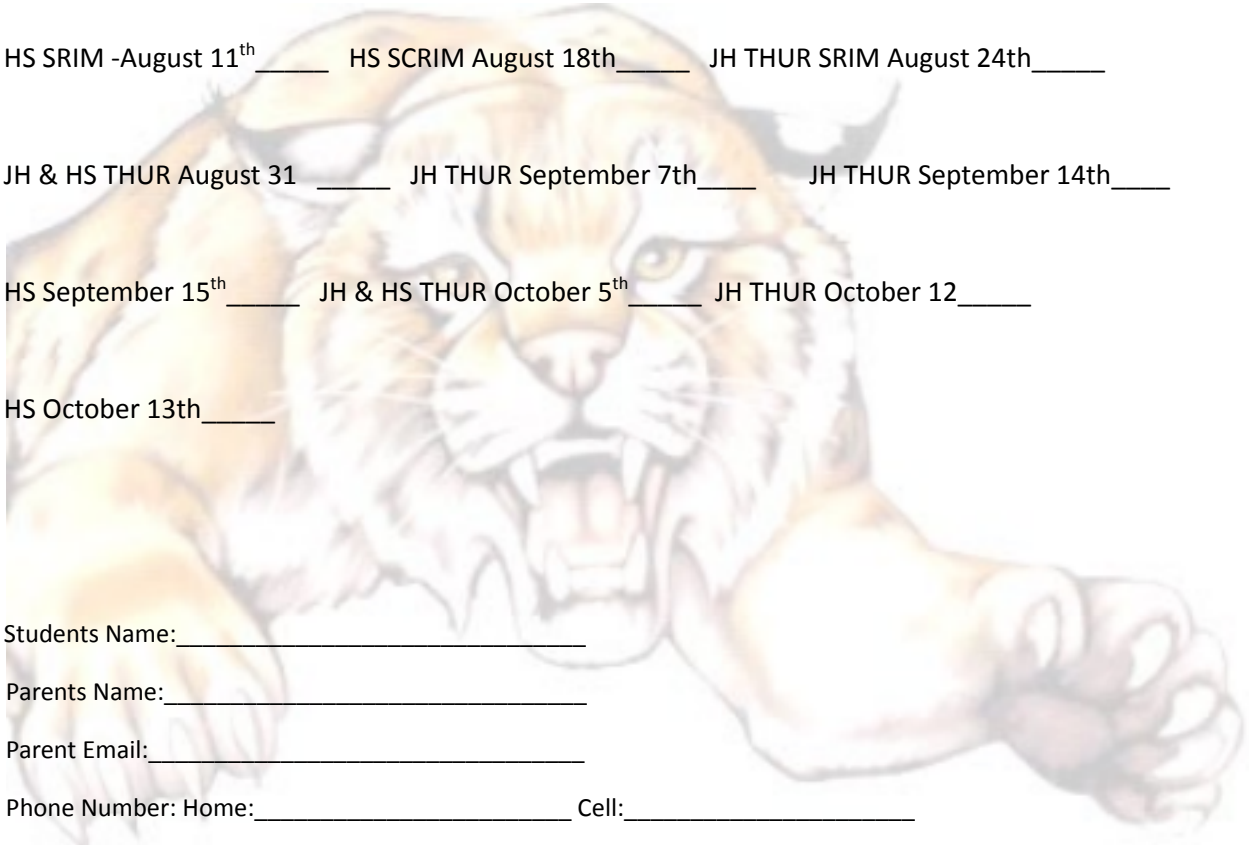 HS SRIM -August 11th_____ HS SCRIM August 18th_____ JH THUR SRIM August 24th_____
JH & HS THUR August 31 _____ JH THUR September 7th____ JH THUR September 14th____
HS September 15th_____ JH & HS THUR October 5th_____ JH THUR October 12_____
HS October 13th_____
Students Name:_______________________________
Parents Name:________________________________
Parent Email:_________________________________
Phone Number: Home:________________________ Cell:______________________